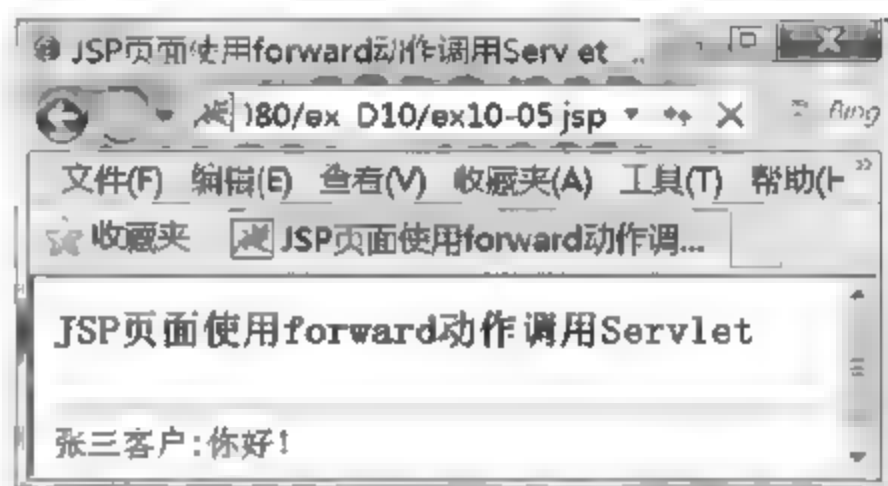 JSP页面使用forward动作调用Serv et ...
)80/ex D10/ex10-05 jsp Bing
文件(F) 编辑(E) 查看(V) 收藏夹(A) 工具(T) 帮助(H »
收藏夹 JSP页面使用forward动作调...
JSP页面使用forward动作调用Servlet
张三客户:你好!